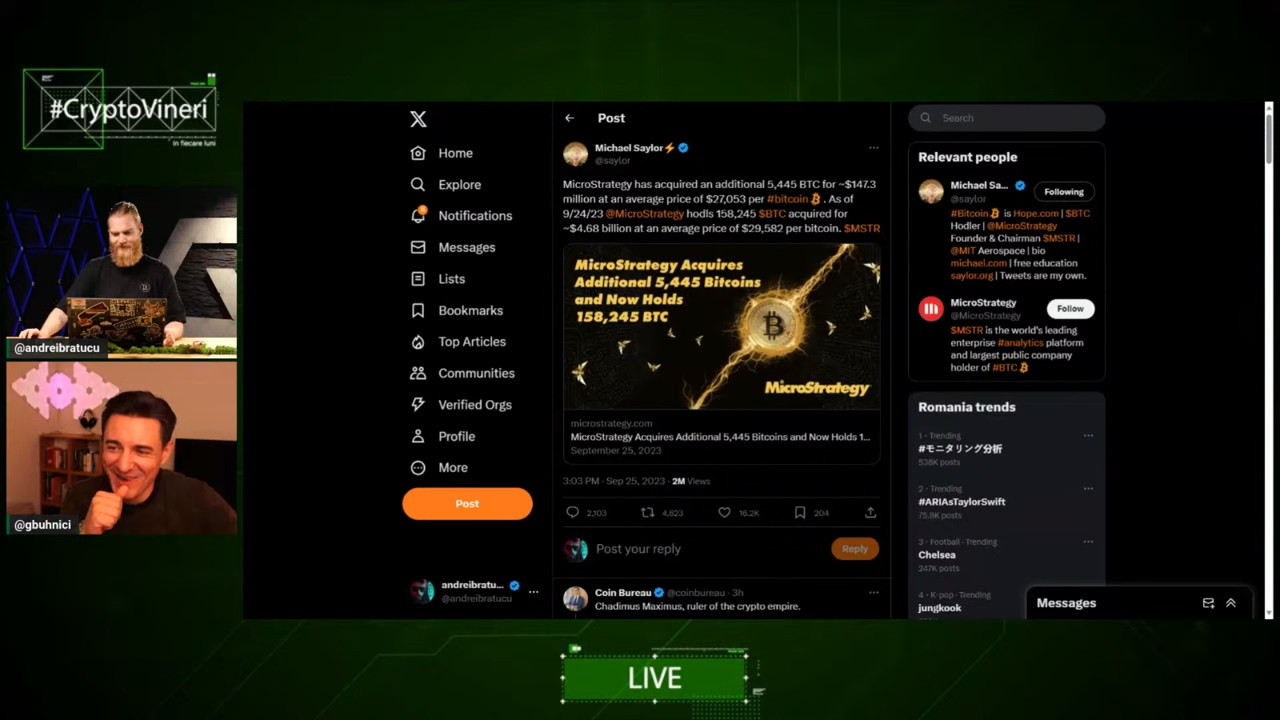 #CryptoVineri
în fiecare luni
@andreibratucu
@gbuhnici
Home
Explore
Notifications
Messages
Lists
Bookmarks
Top Articles
Communities
Verified Orgs
Profile
More
Post
andreibratu...
@andreibratucu
Post
Michael Saylor⚡
@saylor
MicroStrategy has acquired an additional 5,445 BTC for ~$147.3
million at an average price of $27,053 per #bitcoin. As of
9/24/23 @MicroStrategy hodls 158,245 $BTC acquired for
~$4.68 billion at an average price of $29,582 per bitcoin. $MSTR
MicroStrategy Acquires
Additional 5,445 Bitcoins
and Now Holds
158,245 BTC
MicroStrategy
microstrategy.com
MicroStrategy Acquires Additional 5,445 Bitcoins and Now Holds 1...
September 25, 2023
3:03 PM · Sep 25, 2023 · 2M Views
2,103 4,623 16.2K 204
Post your reply
Reply
Coin Bureau @coinbureau · 3h
Chadimus Maximus, ruler of the crypto empire.
Search
Relevant people
Michael Sa...
@saylor
Following
#Bitcoin is Hope.com | $BTC
Hodler | @MicroStrategy
Founder & Chairman $MSTR |
@MIT Aerospace | bio
michael.com | free education
saylor.org | Tweets are my own.
MicroStrategy
@MicroStrategy
Follow
$MSTR is the world's leading
enterprise #analytics platform
and largest public company
holder of #BTC
Romania trends
1 · Trending
#モニタリング分析
538K posts
2 · Trending
#ARIAsTaylorSwift
75.8K posts
3 · Football · Trending
Chelsea
247K posts
4 · K-pop · Trending
jungkook
Messages
LIVE